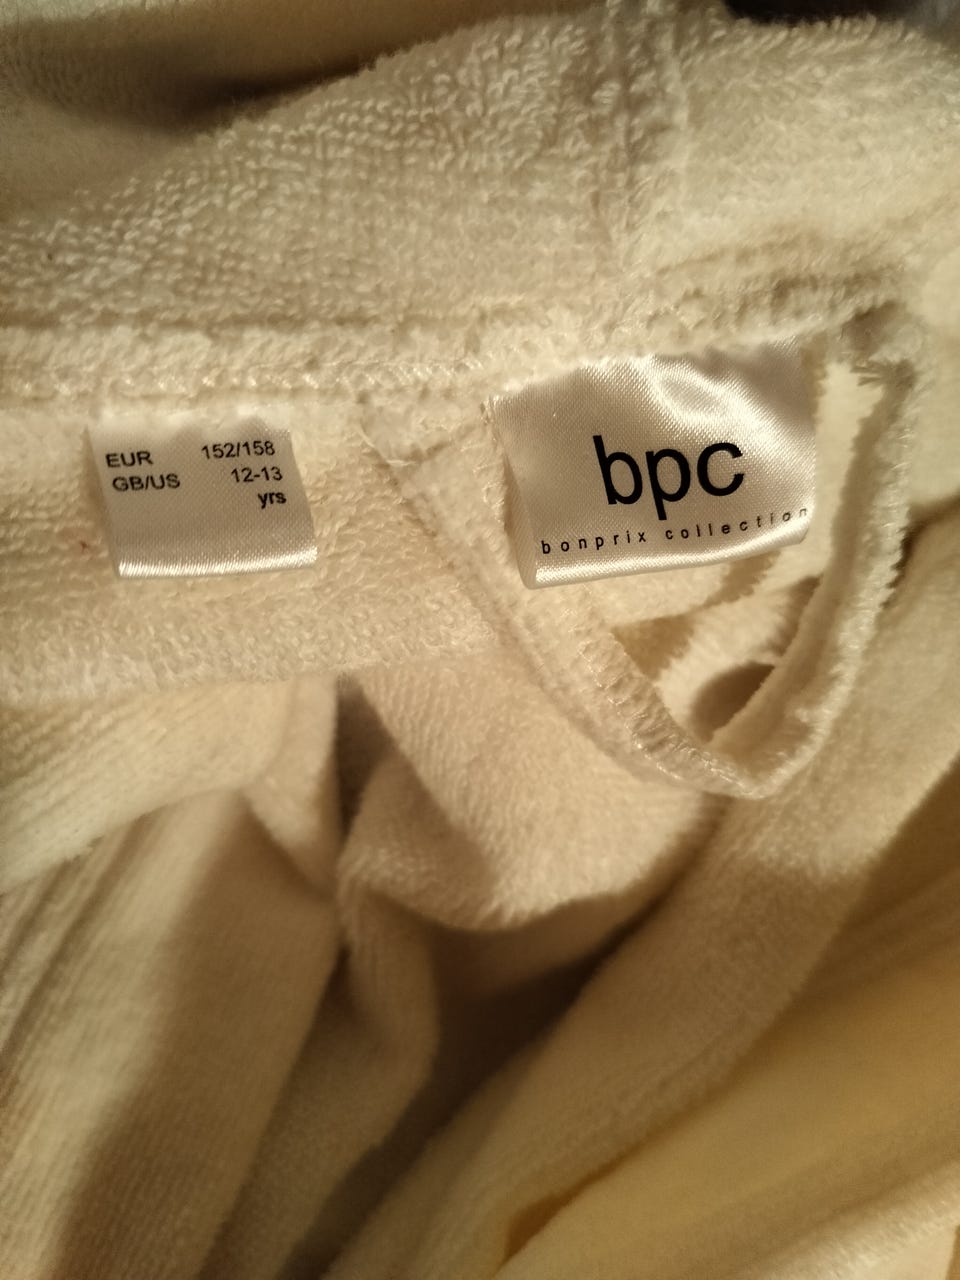 EUR 152/158
GB/US 12-13
yrs
bpc
bonprix collection